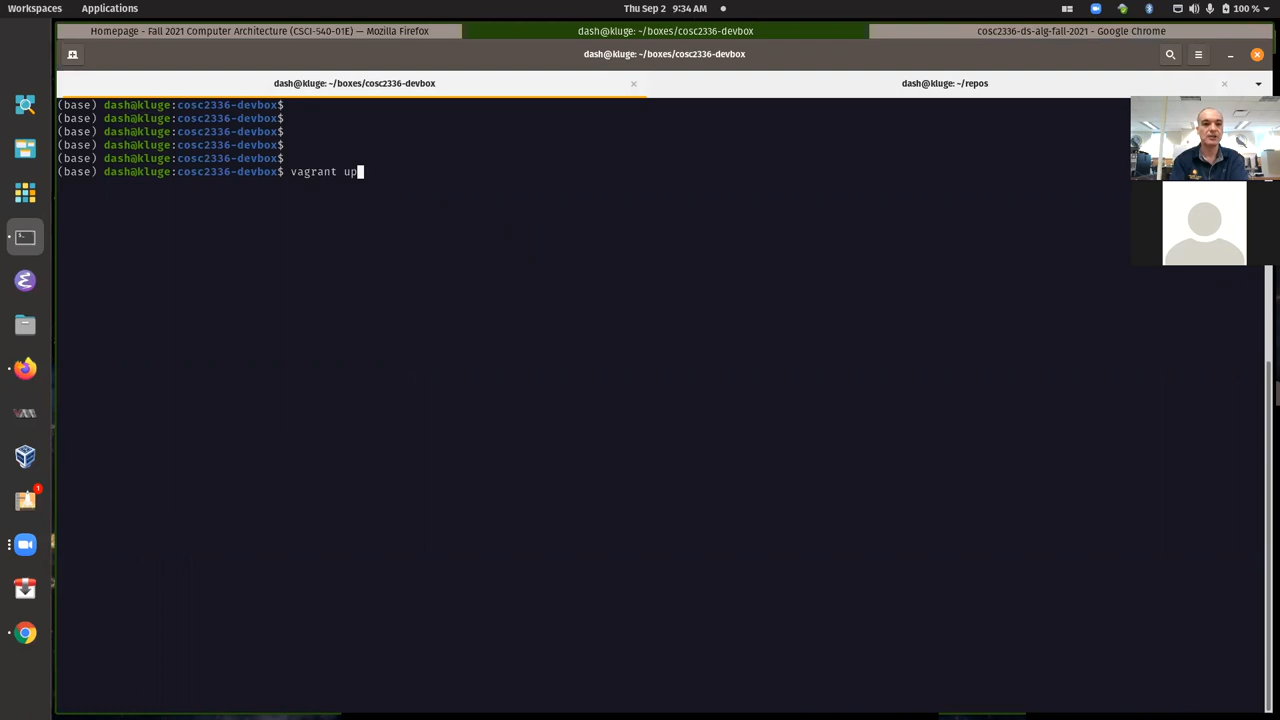 Workspaces Applications Thu Sep 2 9:34 AM 100 %
Homepage - Fall 2021 Computer Architecture (CSCI-540-01E) — Mozilla Firefox dash@kluge: ~/boxes/cosc2336-devbox cosc2336-ds-alg-fall-2021 - Google Chrome
dash@kluge: ~/boxes/cosc2336-devbox
dash@kluge: ~/boxes/cosc2336-devbox dash@kluge: ~/repos
(base) dash@kluge:cosc2336-devbox$
(base) dash@kluge:cosc2336-devbox$
(base) dash@kluge:cosc2336-devbox$
(base) dash@kluge:cosc2336-devbox$
(base) dash@kluge:cosc2336-devbox$
(base) dash@kluge:cosc2336-devbox$ vagrant up
1